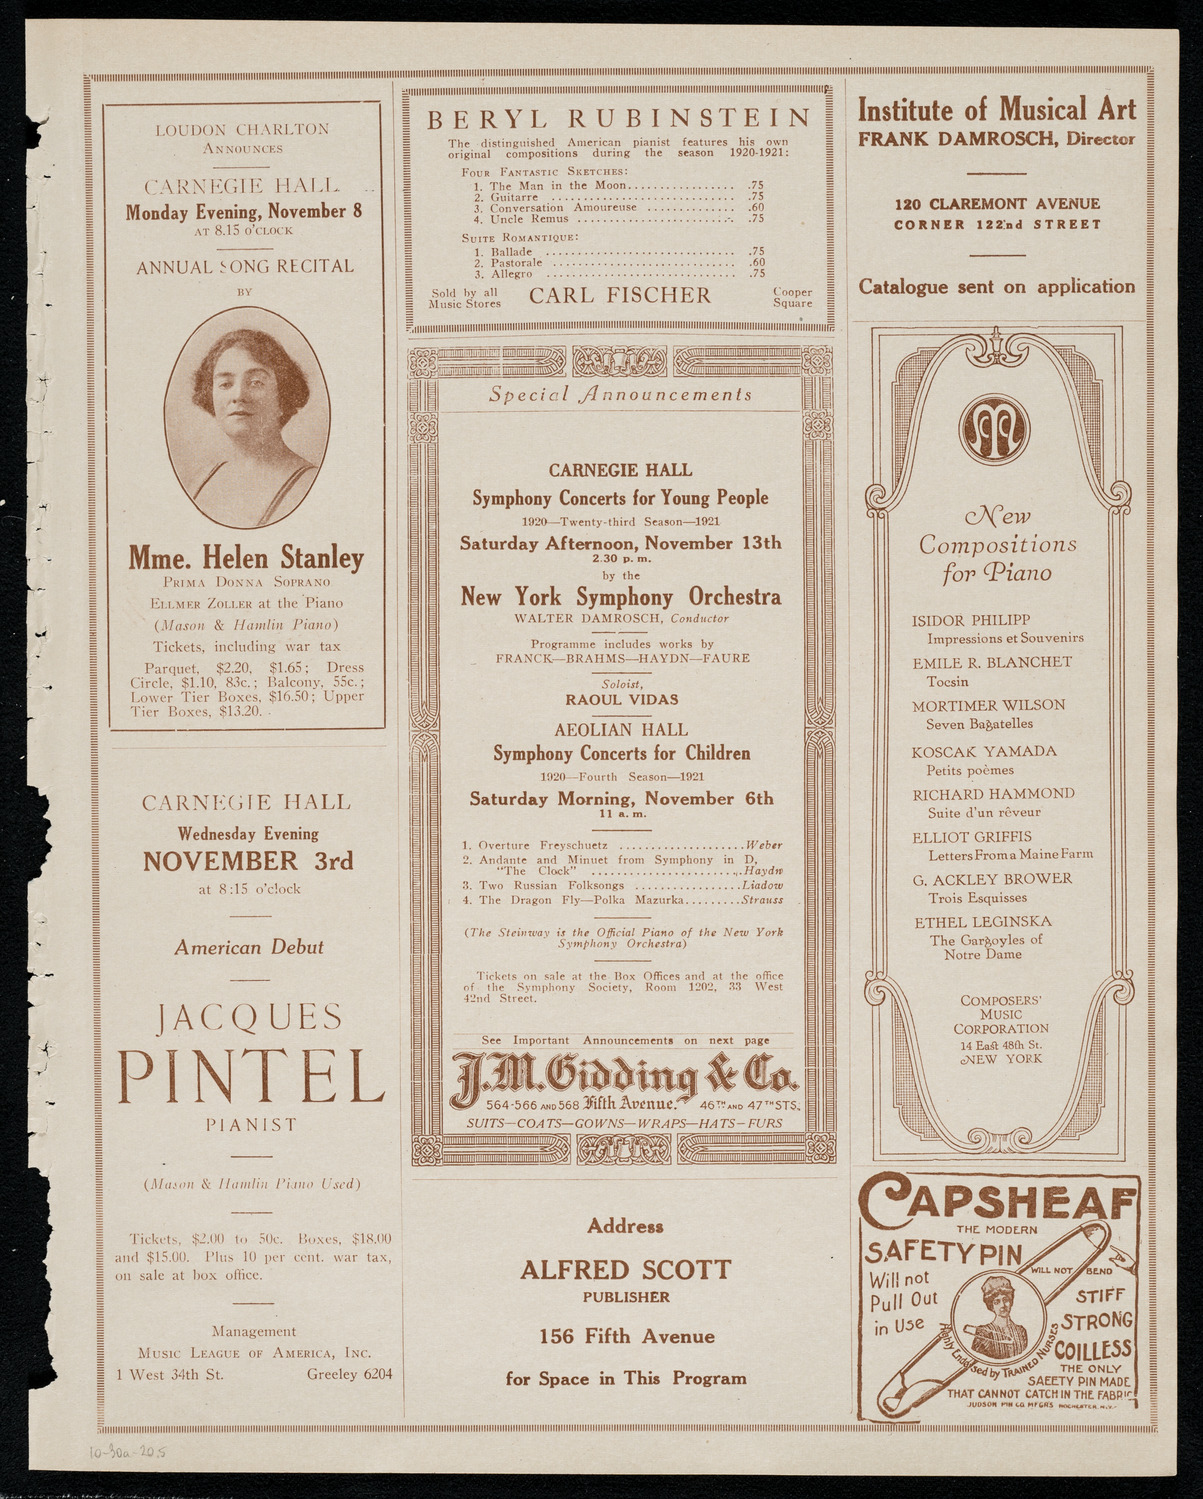 LOUDON CHARLTON
ANNOUNCES
CARNEGIE HALL
Monday Evening, November 8
AT 8.15 O'CLOCK
ANNUAL SONG RECITAL
BY
Mme. Helen Stanley
PRIMA DONNA SOPRANO
ELLMER ZOLLER at the Piano
(Mason & Hamlin Piano)
Tickets, including war tax
Parquet, $2.20, $1.65; Dress
Circle, $1.10, 83c.; Balcony, 55c.;
Lower Tier Boxes, $16.50; Upper
Tier Boxes, $13.20.
CARNEGIE HALL
Wednesday Evening
NOVEMBER 3rd
at 8:15 o'clock
American Debut
JACQUES
PINTEL
PIANIST
(Mason & Hamlin Piano Used)
Tickets, $2.00 to 50c. Boxes, $18.00
and $15.00. Plus 10 per cent. war tax,
on sale at box office.
Management
MUSIC LEAGUE OF AMERICA, INC.
1 West 34th St. Greeley 6204
BERYL RUBINSTEIN
The distinguished American pianist features his own
original compositions during the season 1920-1921:
FOUR FANTASTIC SKETCHES:
1. The Man in the Moon................ .75
2. Guitarre ........................... .75
3. Conversation Amoureuse ............. .60
4. Uncle Remus ........................ .75
SUITE ROMANTIQUE:
1. Ballade ............................ .75
2. Pastorale .......................... .60
3. Allegro ............................ .75
Sold by all
Music Stores
CARL FISCHER
Cooper
Square
Special Announcements
CARNEGIE HALL
Symphony Concerts for Young People
1920—Twenty-third Season—1921
Saturday Afternoon, November 13th
2.30 p. m.
by the
New York Symphony Orchestra
WALTER DAMROSCH, Conductor
Programme includes works by
FRANCK—BRAHMS—HAYDN—FAURE
Soloist,
RAOUL VIDAS
AEOLIAN HALL
Symphony Concerts for Children
1920—Fourth Season—1921
Saturday Morning, November 6th
11 a. m.
1. Overture Freyschuetz ...................Weber
2. Andante and Minuet from Symphony in D,
"The Clock" .......................Haydn
3. Two Russian Folksongs ................Liadow
4. The Dragon Fly—Polka Mazurka.........Strauss
(The Steinway is the Official Piano of the New York
Symphony Orchestra)
Tickets on sale at the Box Offices and at the office
of the Symphony Society, Room 1202, 33 West
42nd Street.
See Important Announcements on next page
J.M. Gidding & Co.
564-566 AND 568 Fifth Avenue. 46TH AND 47TH STS.
SUITS—COATS—GOWNS—WRAPS—HATS—FURS
Address
ALFRED SCOTT
PUBLISHER
156 Fifth Avenue
for Space in This Program
Institute of Musical Art
FRANK DAMROSCH, Director
120 CLAREMONT AVENUE
CORNER 122nd STREET
Catalogue sent on application
M
New
Compositions
for Piano
ISIDOR PHILIPP
Impressions et Souvenirs
EMILE R. BLANCHET
Tocsin
MORTIMER WILSON
Seven Bagatelles
KOSCAK YAMADA
Petits poèmes
RICHARD HAMMOND
Suite d'un rêveur
ELLIOT GRIFFIS
Letters From a Maine Farm
G. ACKLEY BROWER
Trois Esquisses
ETHEL LEGINSKA
The Gargoyles of
Notre Dame
COMPOSERS'
MUSIC
CORPORATION
14 East 48th St.
NEW YORK
CAPSHEAF
THE MODERN
SAFETY PIN
WILL NOT BEND
Will not
Pull Out
in Use
STIFF
STRONG
COILLESS
Highly Endorsed by TRAINED NURSES
THE ONLY
SAFETY PIN MADE
THAT CANNOT CATCH IN THE FABRIC
JUDSON PIN CO. MFGRS ROCHESTER. N.Y.
10-30a-20.5